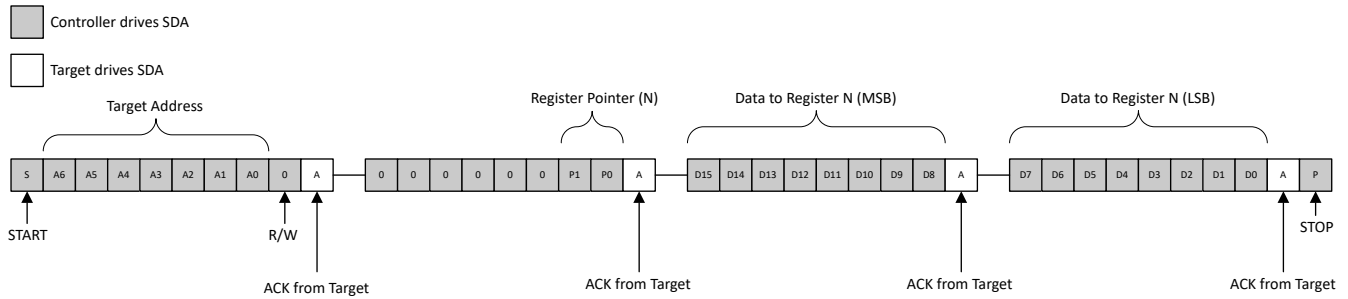 Controller drives SDA
Target drives SDA
Target Address
Register Pointer (N)
Data to Register N (MSB)
Data to Register N (LSB)
S A6 A5 A4 A3 A2 A1 A0 0 A 0 0 0 0 0 0 P1 P0 A D15 D14 D13 D12 D11 D10 D9 D8 A D7 D6 D5 D4 D3 D2 D1 D0 A P
START
R/W
STOP
ACK from Target
ACK from Target
ACK from Target
ACK from Target